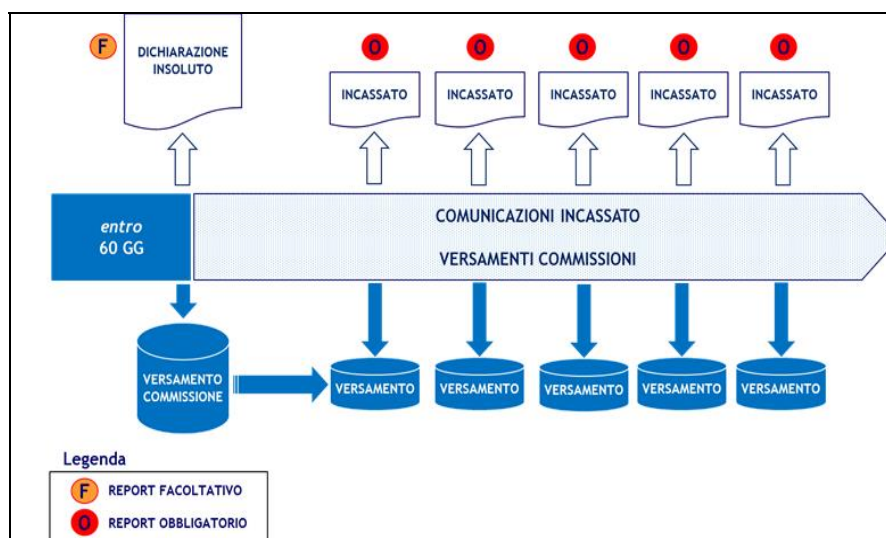 F
DICHIARAZIONE
INSOLUTO
O
O
O
O
O
INCASSATO
INCASSATO
INCASSATO
INCASSATO
INCASSATO
entro
60 GG
COMUNICAZIONI INCASSATO
VERSAMENTI COMMISSIONI
VERSAMENTO
COMMISSIONE
VERSAMENTO
VERSAMENTO
VERSAMENTO
VERSAMENTO
VERSAMENTO
Legenda
F REPORT FACOLTATIVO
O REPORT OBBLIGATORIO